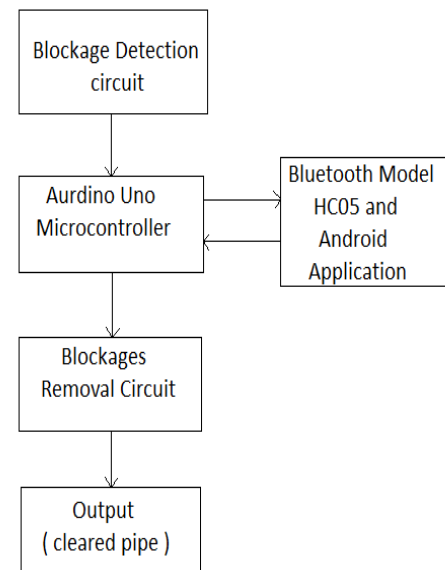 Blockage Detection
circuit
Aurdino Uno
Microcontroller
Bluetooth Model
HC05 and
Android
Application
Blockages
Removal Circuit
Output
( cleared pipe )